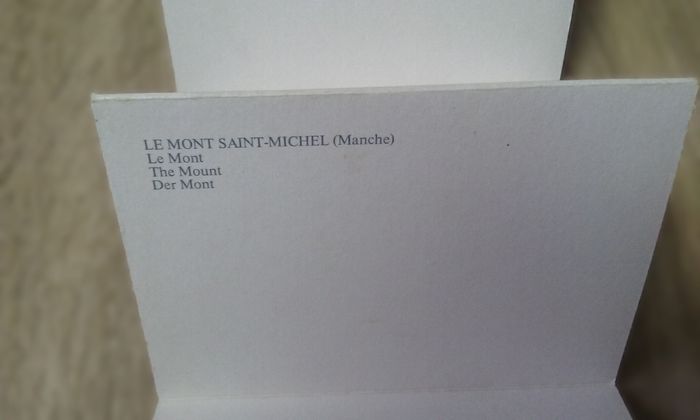 LE MONT SAINT-MICHEL (Manche)
Le Mont
The Mount
Der Mont